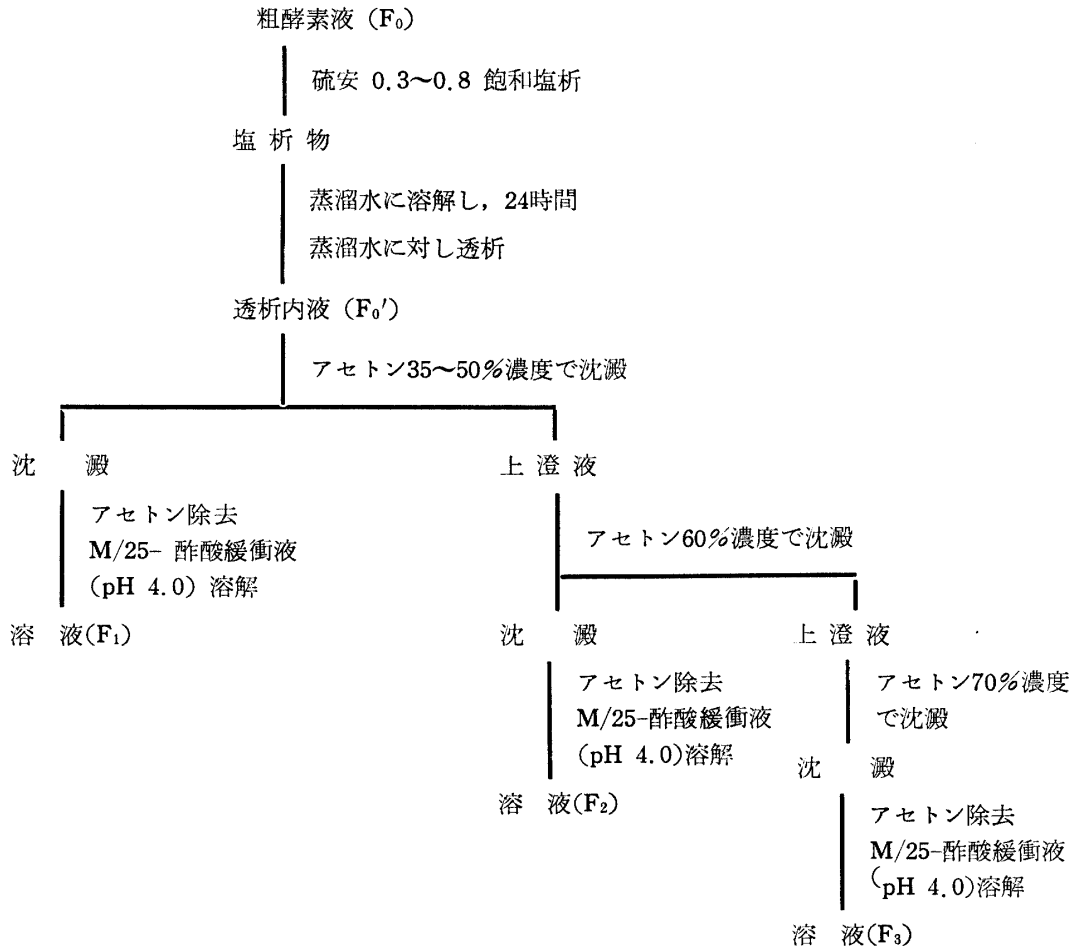 粗酵素液 (F₀)
硫安 0.3〜0.8 飽和塩析
塩 析 物
蒸溜水に溶解し，24時間
蒸溜水に対し透析
透析内液 (F₀′)
アセトン35〜50%濃度で沈澱
沈 澱
アセトン除去
M/25- 酢酸緩衝液
(pH 4.0) 溶解
溶 液(F₁)
上 澄 液
アセトン60%濃度で沈澱
沈 澱
アセトン除去
M/25-酢酸緩衝液
(pH 4.0)溶解
溶 液(F₂)
上 澄 液
アセトン70%濃度
で沈澱
沈 澱
アセトン除去
M/25-酢酸緩衝液
(pH 4.0)溶解
溶 液(F₃)